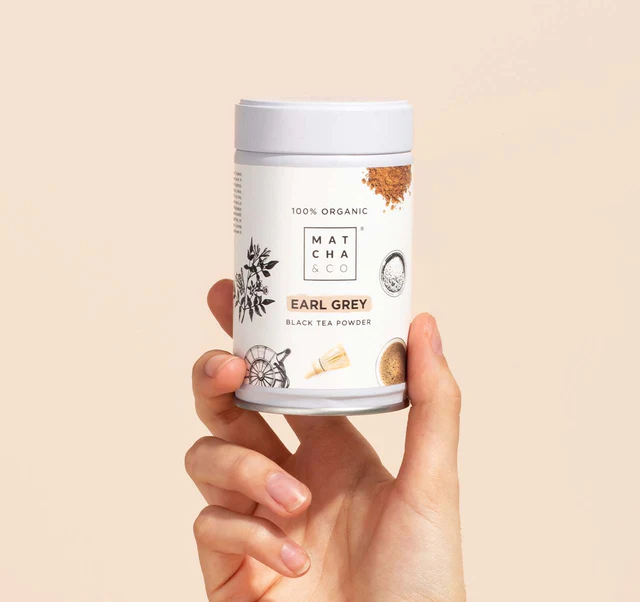 100% ORGANIC
MAT
CHA
& CO
®
EARL GREY
BLACK TEA POWDER